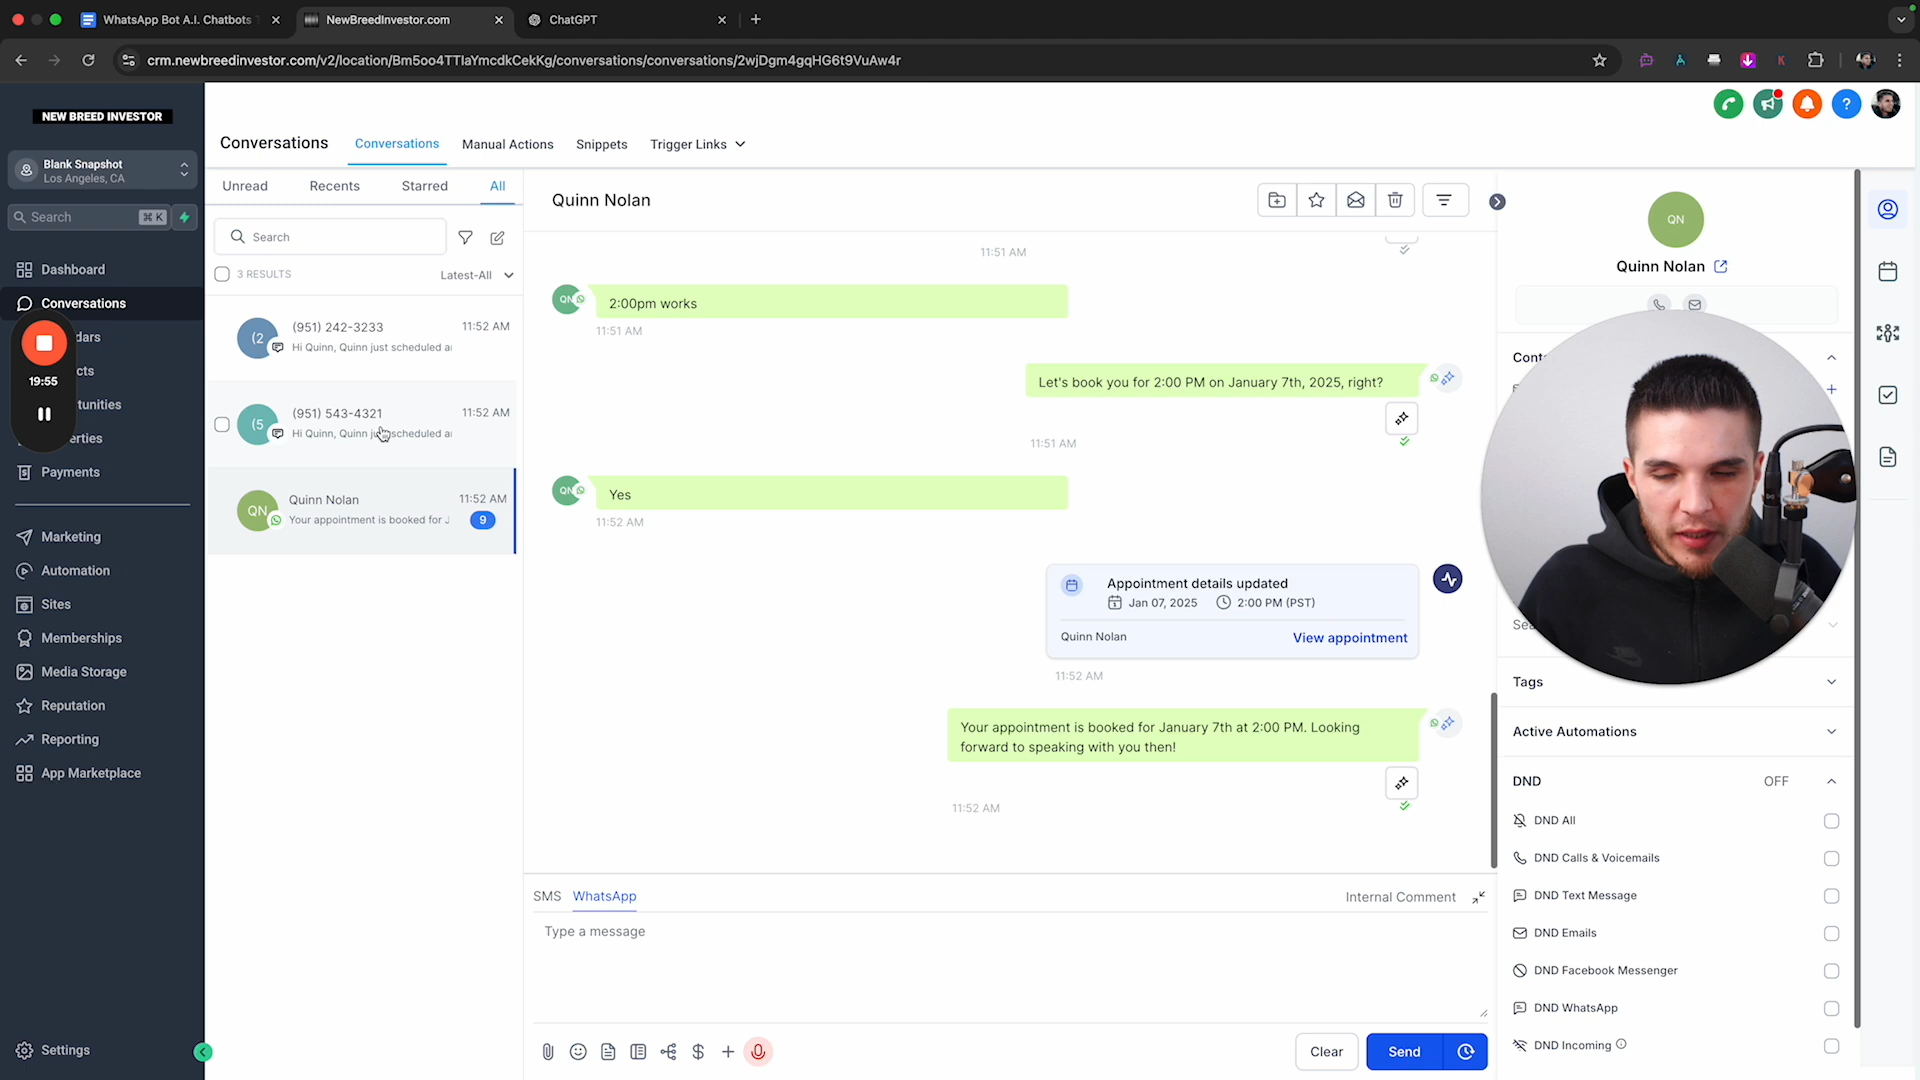 WhatsApp Bot A.I. Chatbots
NewBreedInvestor.com
ChatGPT
crm.newbreedinvestor.com/v2/location/Bm5oo4TTIaYmcdkCekKg/conversations/conversations/2wjDgm4gqHG6t9VuAw4r
NEW BREED INVESTOR
Blank Snapshot
Los Angeles, CA
Search
⌘ K
Dashboard
Conversations
dars
cts
tunities
erties
Payments
19:55
Marketing
Automation
Sites
Memberships
Media Storage
Reputation
Reporting
App Marketplace
Settings
Conversations
Conversations
Manual Actions
Snippets
Trigger Links
Unread
Recents
Starred
All
Search
3 RESULTS
Latest-All
(2
(951) 242-3233
11:52 AM
Hi Quinn, Quinn just scheduled a
(5
(951) 543-4321
11:52 AM
Hi Quinn, Quinn scheduled a
QN
Quinn Nolan
11:52 AM
Your appointment is booked for J
9
Quinn Nolan
11:51 AM
QN
2:00pm works
11:51 AM
Let's book you for 2:00 PM on January 7th, 2025, right?
11:51 AM
QN
Yes
11:52 AM
Appointment details updated
Jan 07, 2025
2:00 PM (PST)
Quinn Nolan
View appointment
11:52 AM
Your appointment is booked for January 7th at 2:00 PM. Looking
forward to speaking with you then!
11:52 AM
SMS
WhatsApp
Internal Comment
Type a message
Clear
Send
QN
Quinn Nolan
Cont
Sea
Tags
Active Automations
DND
OFF
DND All
DND Calls & Voicemails
DND Text Message
DND Emails
DND Facebook Messenger
DND WhatsApp
DND Incoming